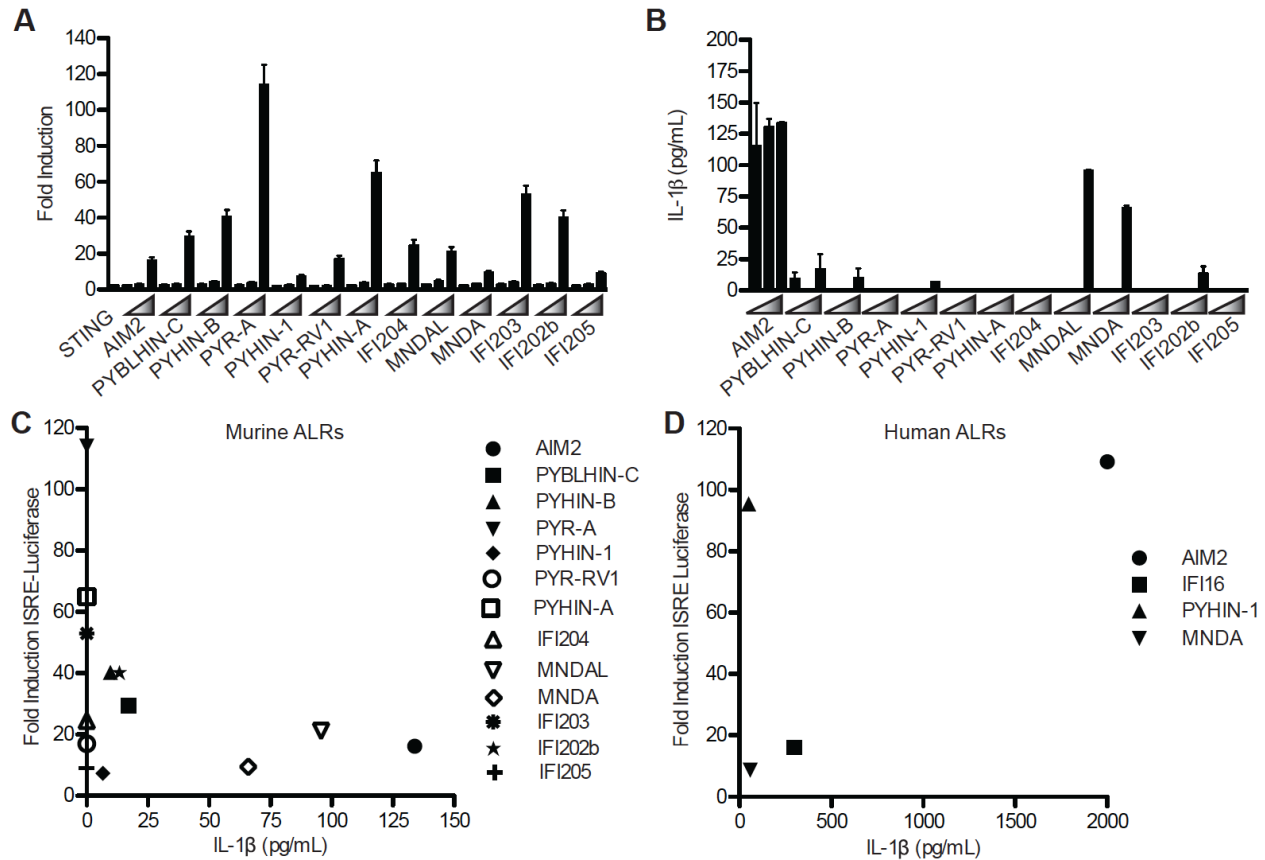 A
Fold Induction
140
120
100
80
60
40
20
0
STING
AIM2
PYBLHIN-C
PYHIN-B
PYR-A
PYHIN-1
PYR-RV1
PYHIN-A
IFI204
MNDAL
MNDA
IFI203
IFI202b
IFI205
B
IL-1β (pg/mL)
200
175
150
125
100
75
50
25
0
AIM2
PYBLHIN-C
PYHIN-B
PYR-A
PYHIN-1
PYR-RV1
PYHIN-A
IFI204
MNDAL
MNDA
IFI203
IFI202b
IFI205
C
Murine ALRs
Fold Induction ISRE-Luciferase
120
100
80
60
40
20
0
0 25 50 75 100 125 150
IL-1β (pg/mL)
AIM2
PYBLHIN-C
PYHIN-B
PYR-A
PYHIN-1
PYR-RV1
PYHIN-A
IFI204
MNDAL
MNDA
IFI203
IFI202b
IFI205
D
Human ALRs
Fold Induction ISRE Luciferase
120
100
80
60
40
20
0
0 500 1000 1500 2000
IL-1β (pg/mL)
AIM2
IFI16
PYHIN-1
MNDA